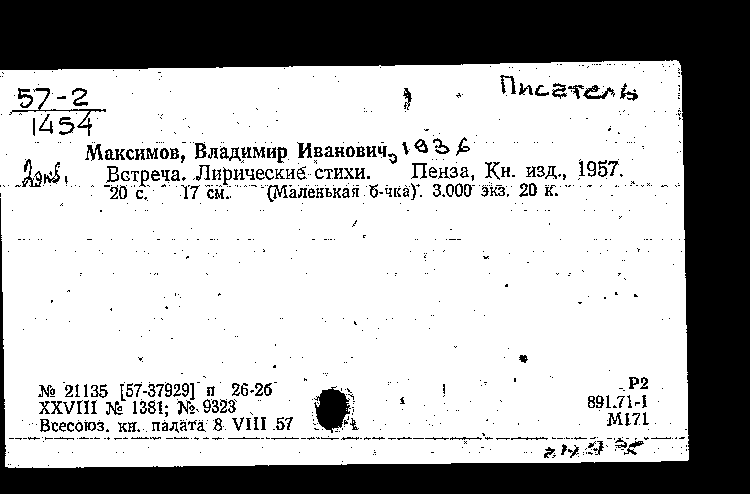 57-2
Писатель
1454
Максимов, Владимир Иванович, 1936
2 экз. Встреча. Лирические стихи. Пенза, Кн. изд., 1957.
20 с. 17 см. (Маленькая б-чка). 3.000 экз. 20 к.
№ 21135 [57-37929] п 26-26
Р2
XXVIII № 1381; № 9323
891.71-1
Всесоюз. кн. палата 8 VIII 57
М171